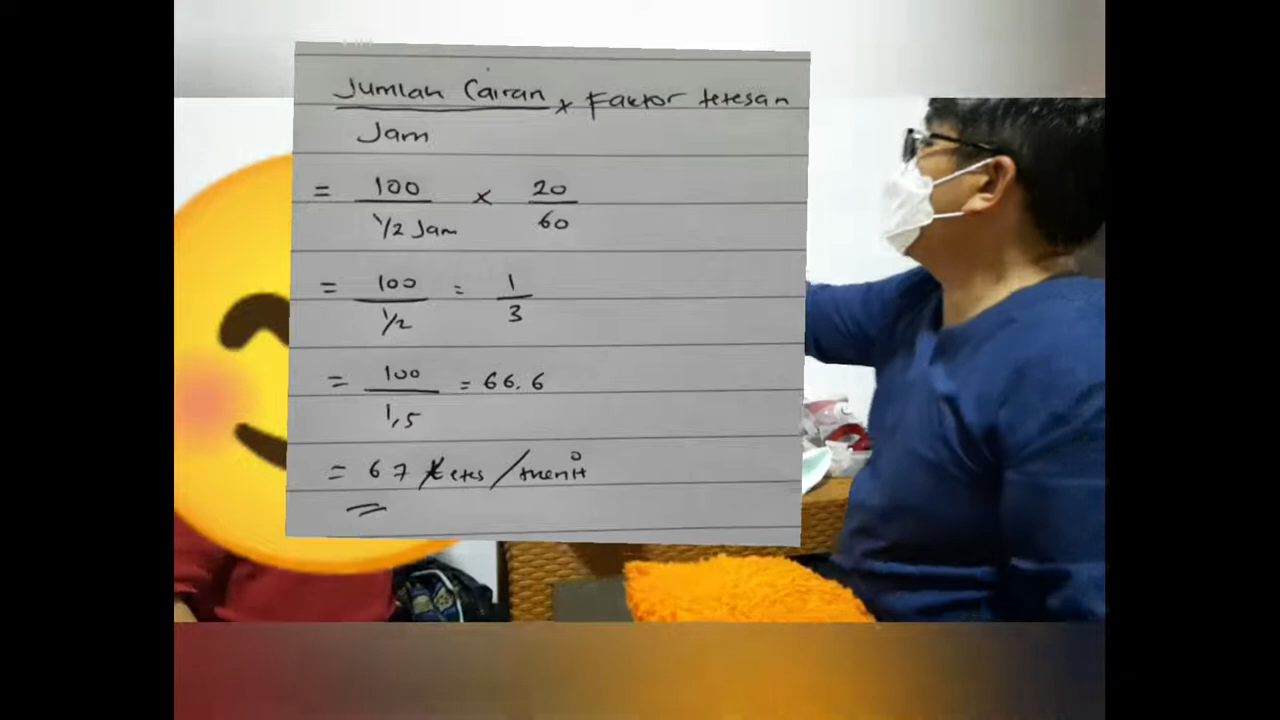 Jumlah Cairan x Faktor tetesan
Jam
= 100 x 20
1/2 Jam 60
= 100 = 1
1/2 3
= 100 = 66.6
1,5
= 67 tetes/menit